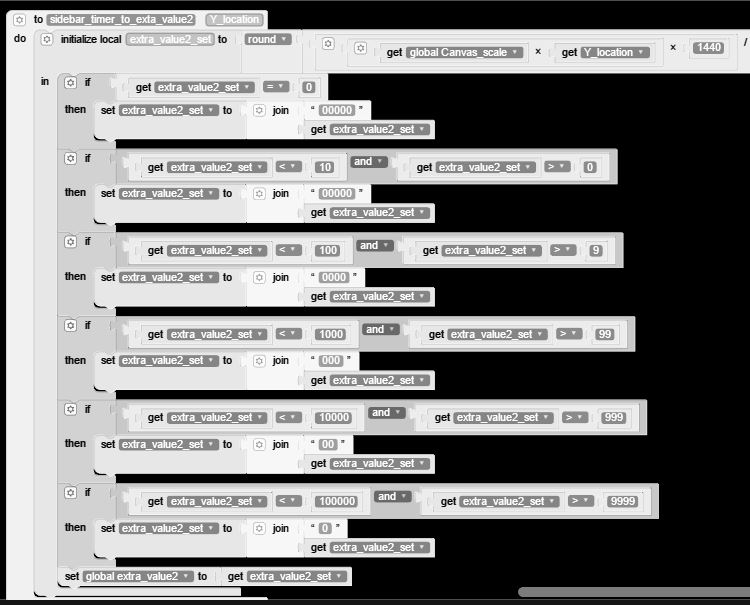 to sidebar_timer_to_exta_value2 Y_location
do initialize local extra_value2_set to round get global Canvas_scale × get Y_location × 1440 /
in if get extra_value2_set = 0
then set extra_value2_set to join “ 00000 ”
get extra_value2_set
if get extra_value2_set < 10 and get extra_value2_set > 0
then set extra_value2_set to join “ 00000 ”
get extra_value2_set
if get extra_value2_set < 100 and get extra_value2_set > 9
then set extra_value2_set to join “ 0000 ”
get extra_value2_set
if get extra_value2_set < 1000 and get extra_value2_set > 99
then set extra_value2_set to join “ 000 ”
get extra_value2_set
if get extra_value2_set < 10000 and get extra_value2_set > 999
then set extra_value2_set to join “ 00 ”
get extra_value2_set
if get extra_value2_set < 100000 and get extra_value2_set > 9999
then set extra_value2_set to join “ 0 ”
get extra_value2_set
set global extra_value2 to get extra_value2_set